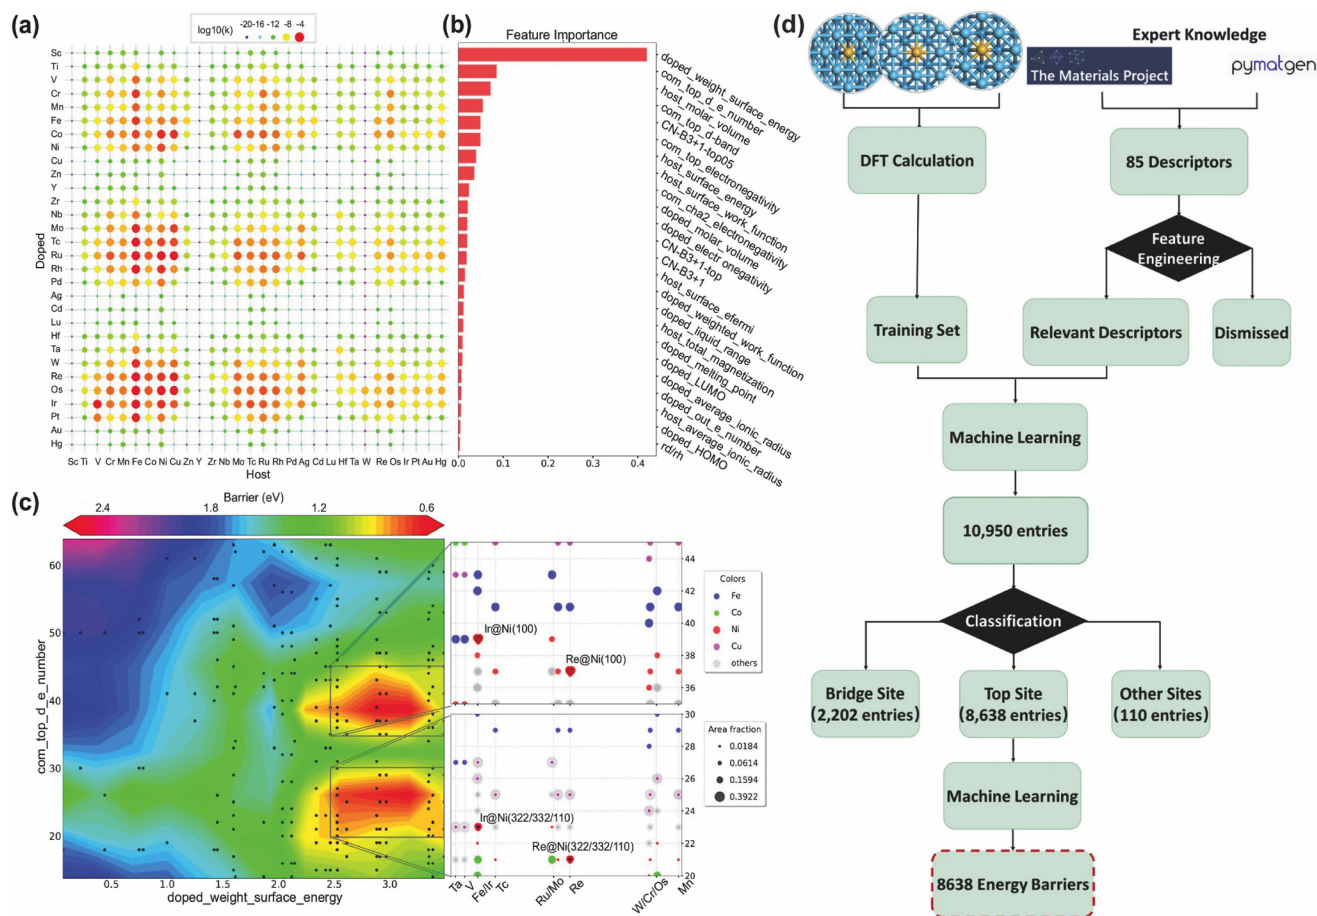 (a)
log10(k)
-20 -16 -12 -8 -4
Doped
Sc
Ti
V
Cr
Mn
Fe
Co
Ni
Cu
Zn
Y
Zr
Nb
Mo
Tc
Ru
Rh
Pd
Ag
Cd
Lu
Hf
Ta
W
Re
Os
Ir
Pt
Au
Hg
Sc Ti V Cr Mn Fe Co Ni Cu Zn Y Zr Nb Mo Tc Ru Rh Pd Ag Cd Lu Hf Ta W Re Os Ir Pt Au Hg
Host
(b)
Feature Importance
doped_weight_surface_energy
com_top_d_e_number
host_molar_volume
com_top_d-band
CN-B3+1-top05
com_top_electronegativity
host_surface_energy
host_surface_work_function
com_cha2_electronegativity
doped_molar_volume
doped_electr onegativity
CN-B3+1-top
CN-B3+1
host_surface_efermi
doped_weighted_work_function
doped_liquid_range
host_total_magnetization
doped_melting_point
doped_LUMO
doped_average_ionic_radius
doped_out_e_number
host_average_ionic_radius
doped_HOMO
rd/rh
0.0 0.1 0.2 0.3 0.4
(c)
Barrier (eV)
2.4 1.8 1.2 0.6
com_top_d_e_number
60
50
40
30
20
0.5 1.0 1.5 2.0 2.5 3.0
doped_weight_surface_energy
Ir@Ni(100)
Re@Ni(100)
44
42
40
38
36
Colors
Fe
Co
Ni
Cu
others
Ir@Ni(322/332/110)
Re@Ni(322/332/110)
30
28
26
24
22
20
Area fraction
0.0184
0.0614
0.1594
0.3922
Ta V Fe/Ir Tc Ru/Mo Re W/Cr/Os Mn
(d)
Expert Knowledge
The Materials Project
pymatgen
DFT Calculation
85 Descriptors
Feature
Engineering
Training Set
Relevant Descriptors
Dismissed
Machine Learning
10,950 entries
Classification
Bridge Site
(2,202 entries)
Top Site
(8,638 entries)
Other Sites
(110 entries)
Machine Learning
8638 Energy Barriers